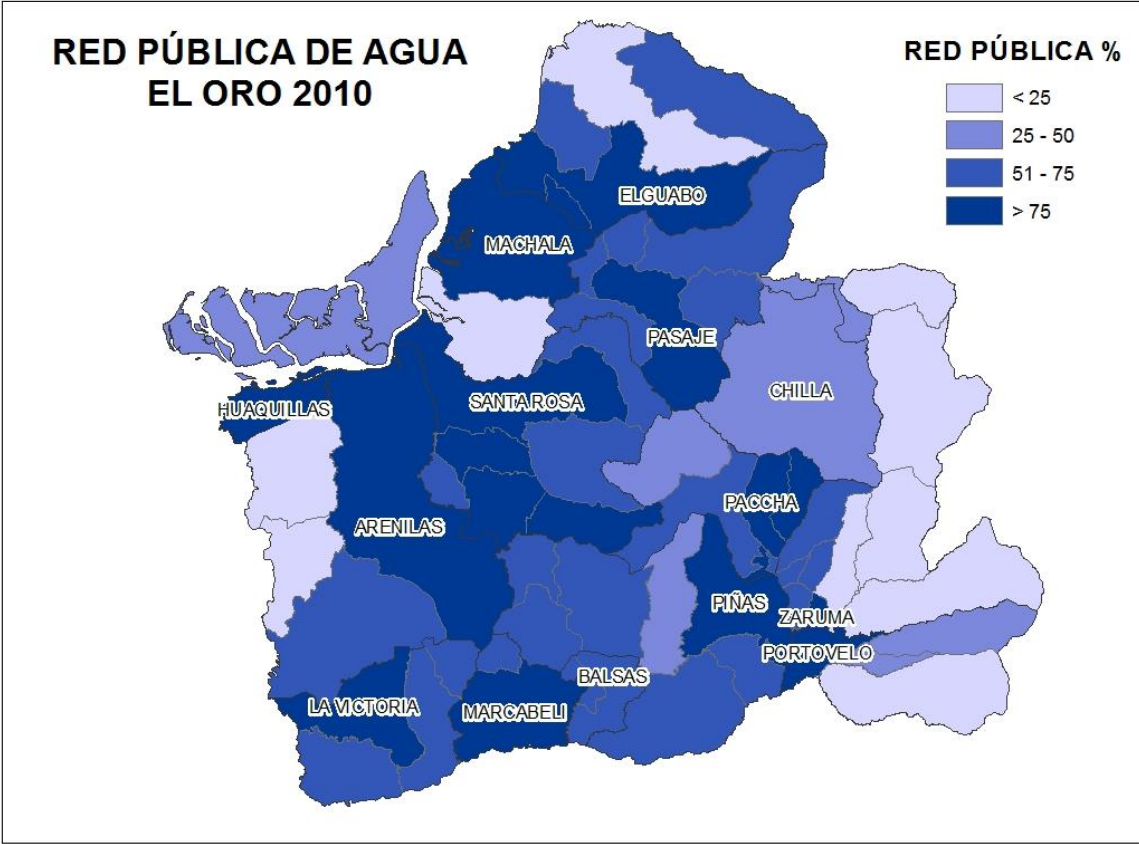 RED PÚBLICA DE AGUA
EL ORO 2010
RED PÚBLICA %
< 25
25 - 50
51 - 75
> 75
ELGUABO
MACHALA
PASAJE
CHILLA
HUAQUILLAS
SANTA ROSA
PACCHA
ARENILAS
PIÑAS
ZARUMA
PORTOVELO
BALSAS
LA VICTORIA
MARCABELI